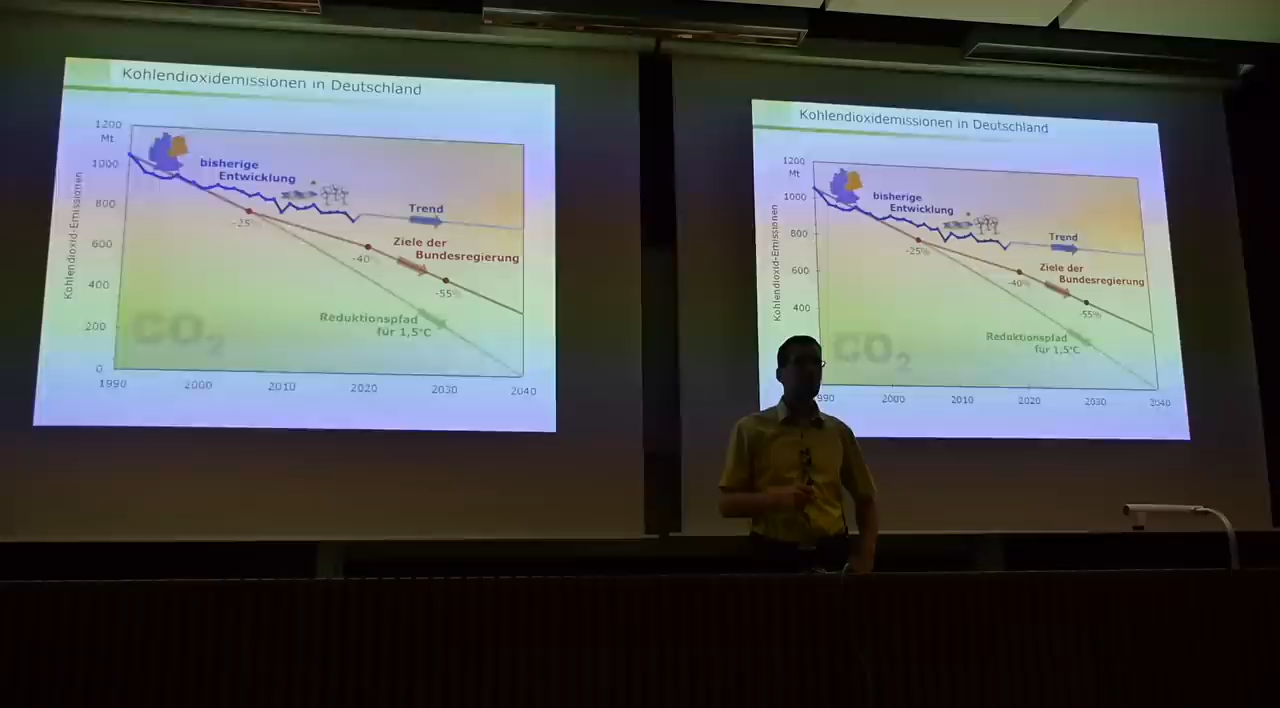 Kohlendioxidemissionen in Deutschland
1200
Mt
1000
800
600
400
200
0
Kohlendioxid-Emissionen
bisherige
Entwicklung
Trend
-25
Ziele der
Bundesregierung
-40
-55%
Reduktionspfad
für 1,5°C
CO₂
1990
2000
2010
2020
2030
2040
Kohlendioxidemissionen in Deutschland
1200
Mt
1000
800
600
400
Kohlendioxid-Emissionen
bisherige
Entwicklung
Trend
-25%
Ziele der
Bundesregierung
-40%
-55%
Reduktionspfad
für 1,5°C
CO₂
990
2000
2010
2020
2030
2040